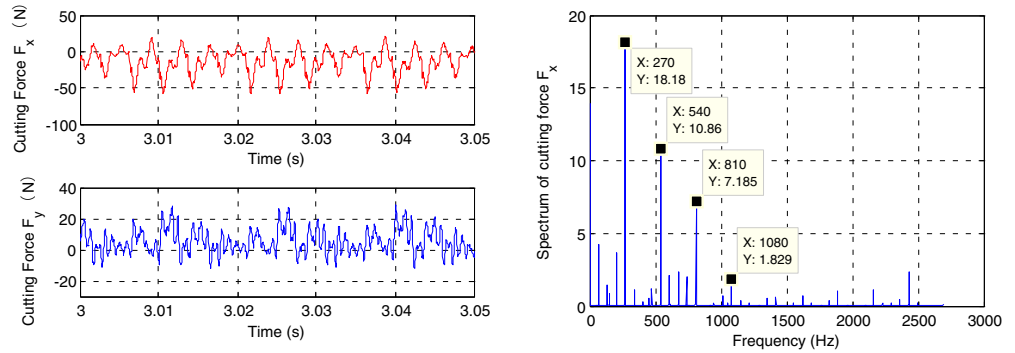 Cutting Force F_x (N)
50
0
-50
-100
3
3.01
3.02
3.03
3.04
3.05
Time (s)
Cutting Force F_y (N)
40
20
0
-20
3
3.01
3.02
3.03
3.04
3.05
Time (s)
Spectrum of cutting force F_x
20
15
10
5
0
X: 270
Y: 18.18
X: 540
Y: 10.86
X: 810
Y: 7.185
X: 1080
Y: 1.829
0
500
1000
1500
2000
2500
3000
Frequency (Hz)